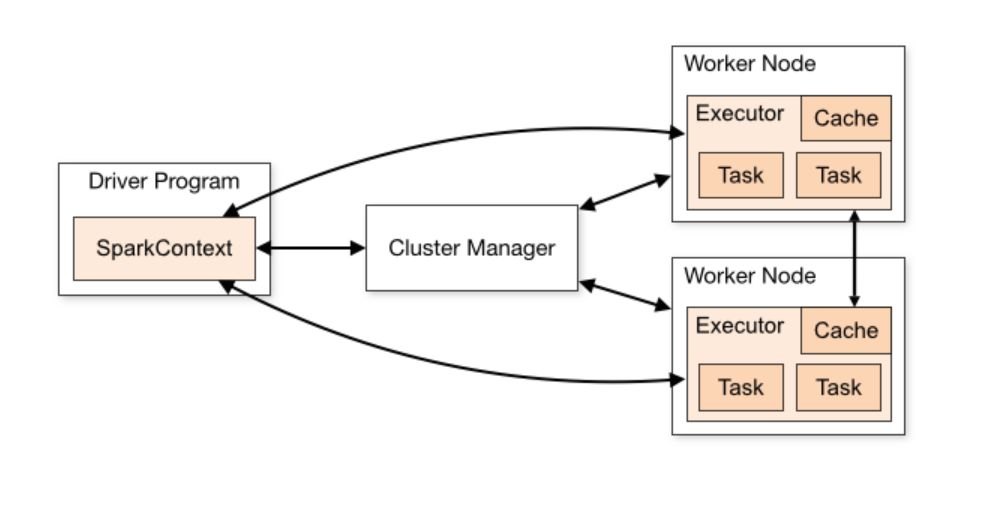 Driver Program
SparkContext
Cluster Manager
Worker Node
Executor
Cache
Task
Task
Worker Node
Executor
Cache
Task
Task